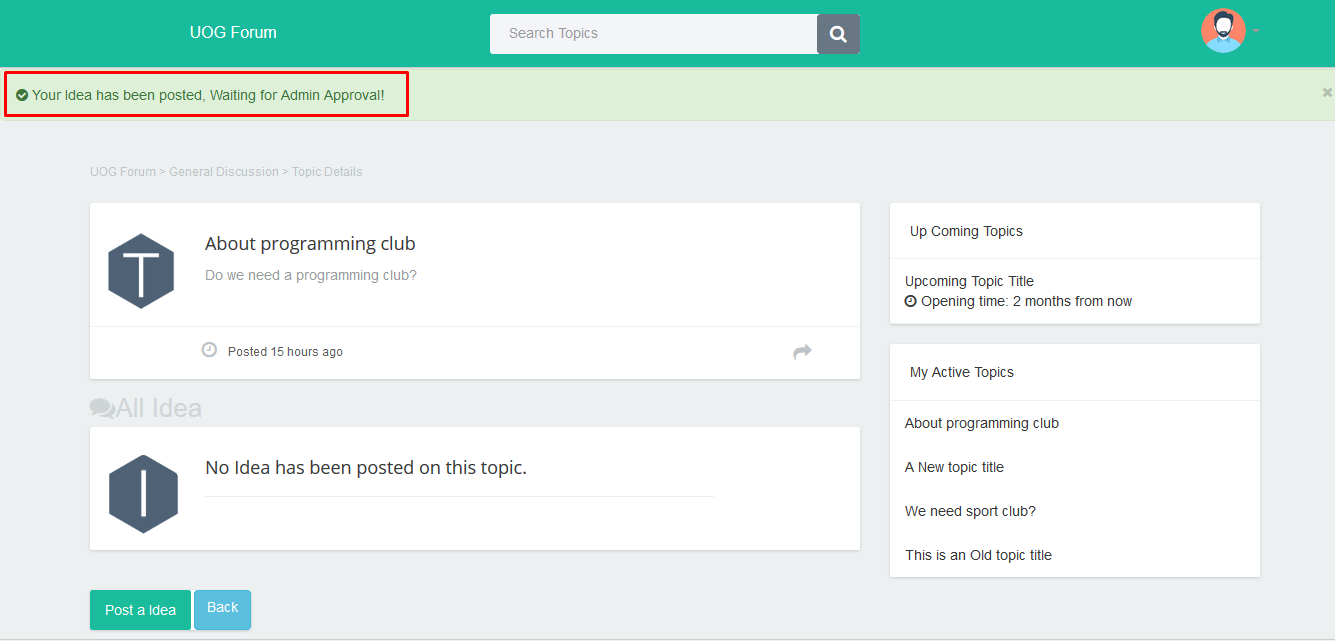 UOG Forum
Search Topics
Your Idea has been posted, Waiting for Admin Approval!
×
UOG Forum > General Discussion > Topic Details
T
About programming club
Do we need a programming club?
Posted 15 hours ago
All Idea
I
No Idea has been posted on this topic.
Post a Idea
Back
Up Coming Topics
Upcoming Topic Title
Opening time: 2 months from now
My Active Topics
About programming club
A New topic title
We need sport club?
This is an Old topic title